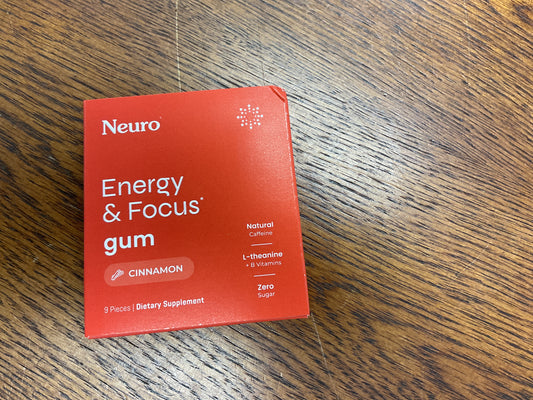 Neuro
Energy
& Focus*
gum
CINNAMON
9 Pieces | Dietary Supplement
Natural
Caffeine
L-theanine
+ B Vitamins
Zero
Sugar